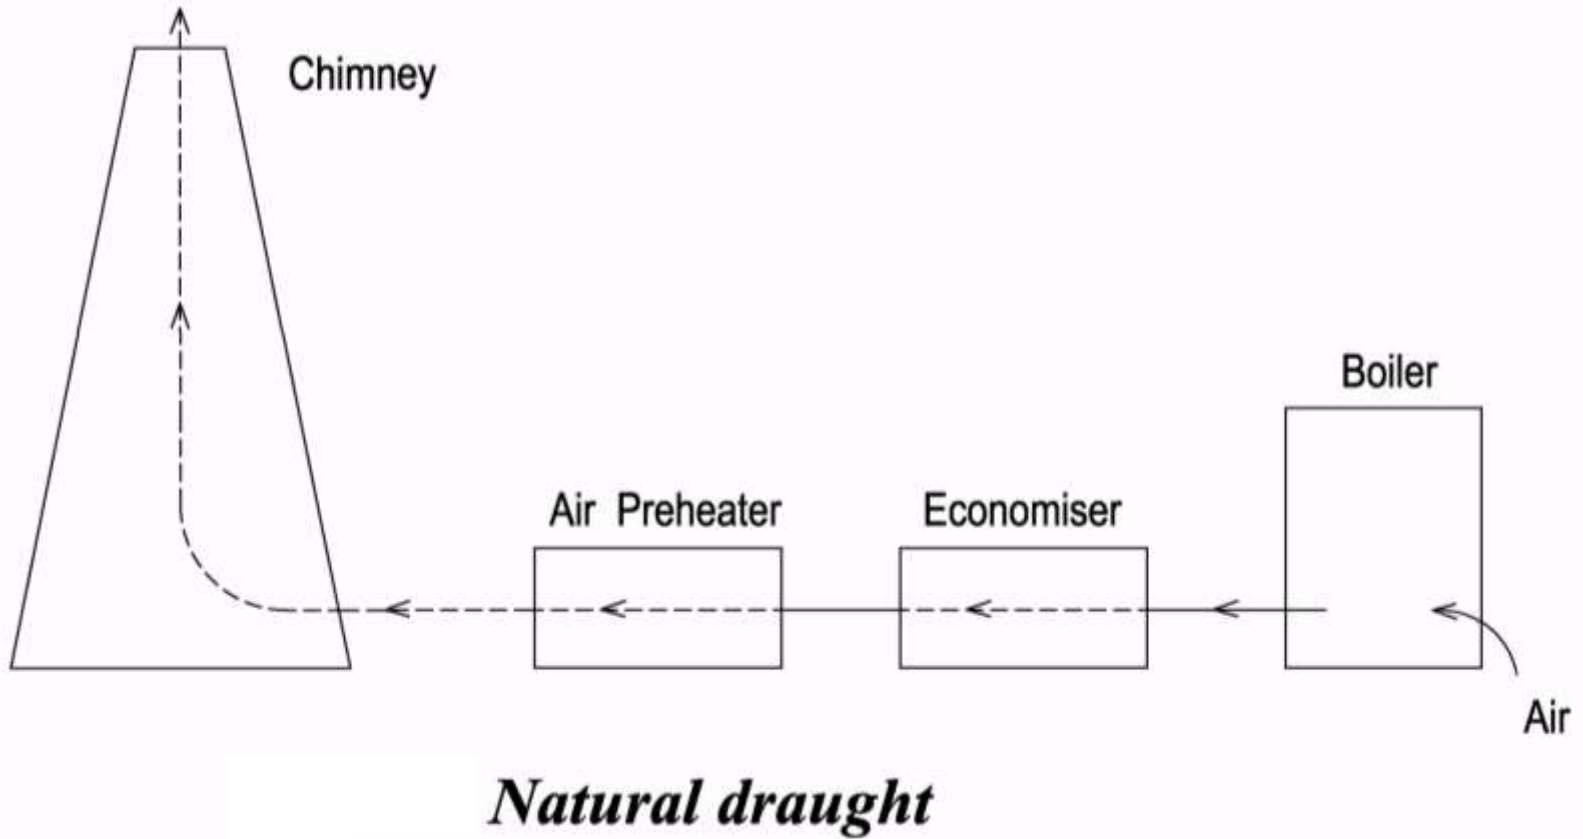 Chimney
Boiler
Air Preheater
Economiser
Air
Natural draught